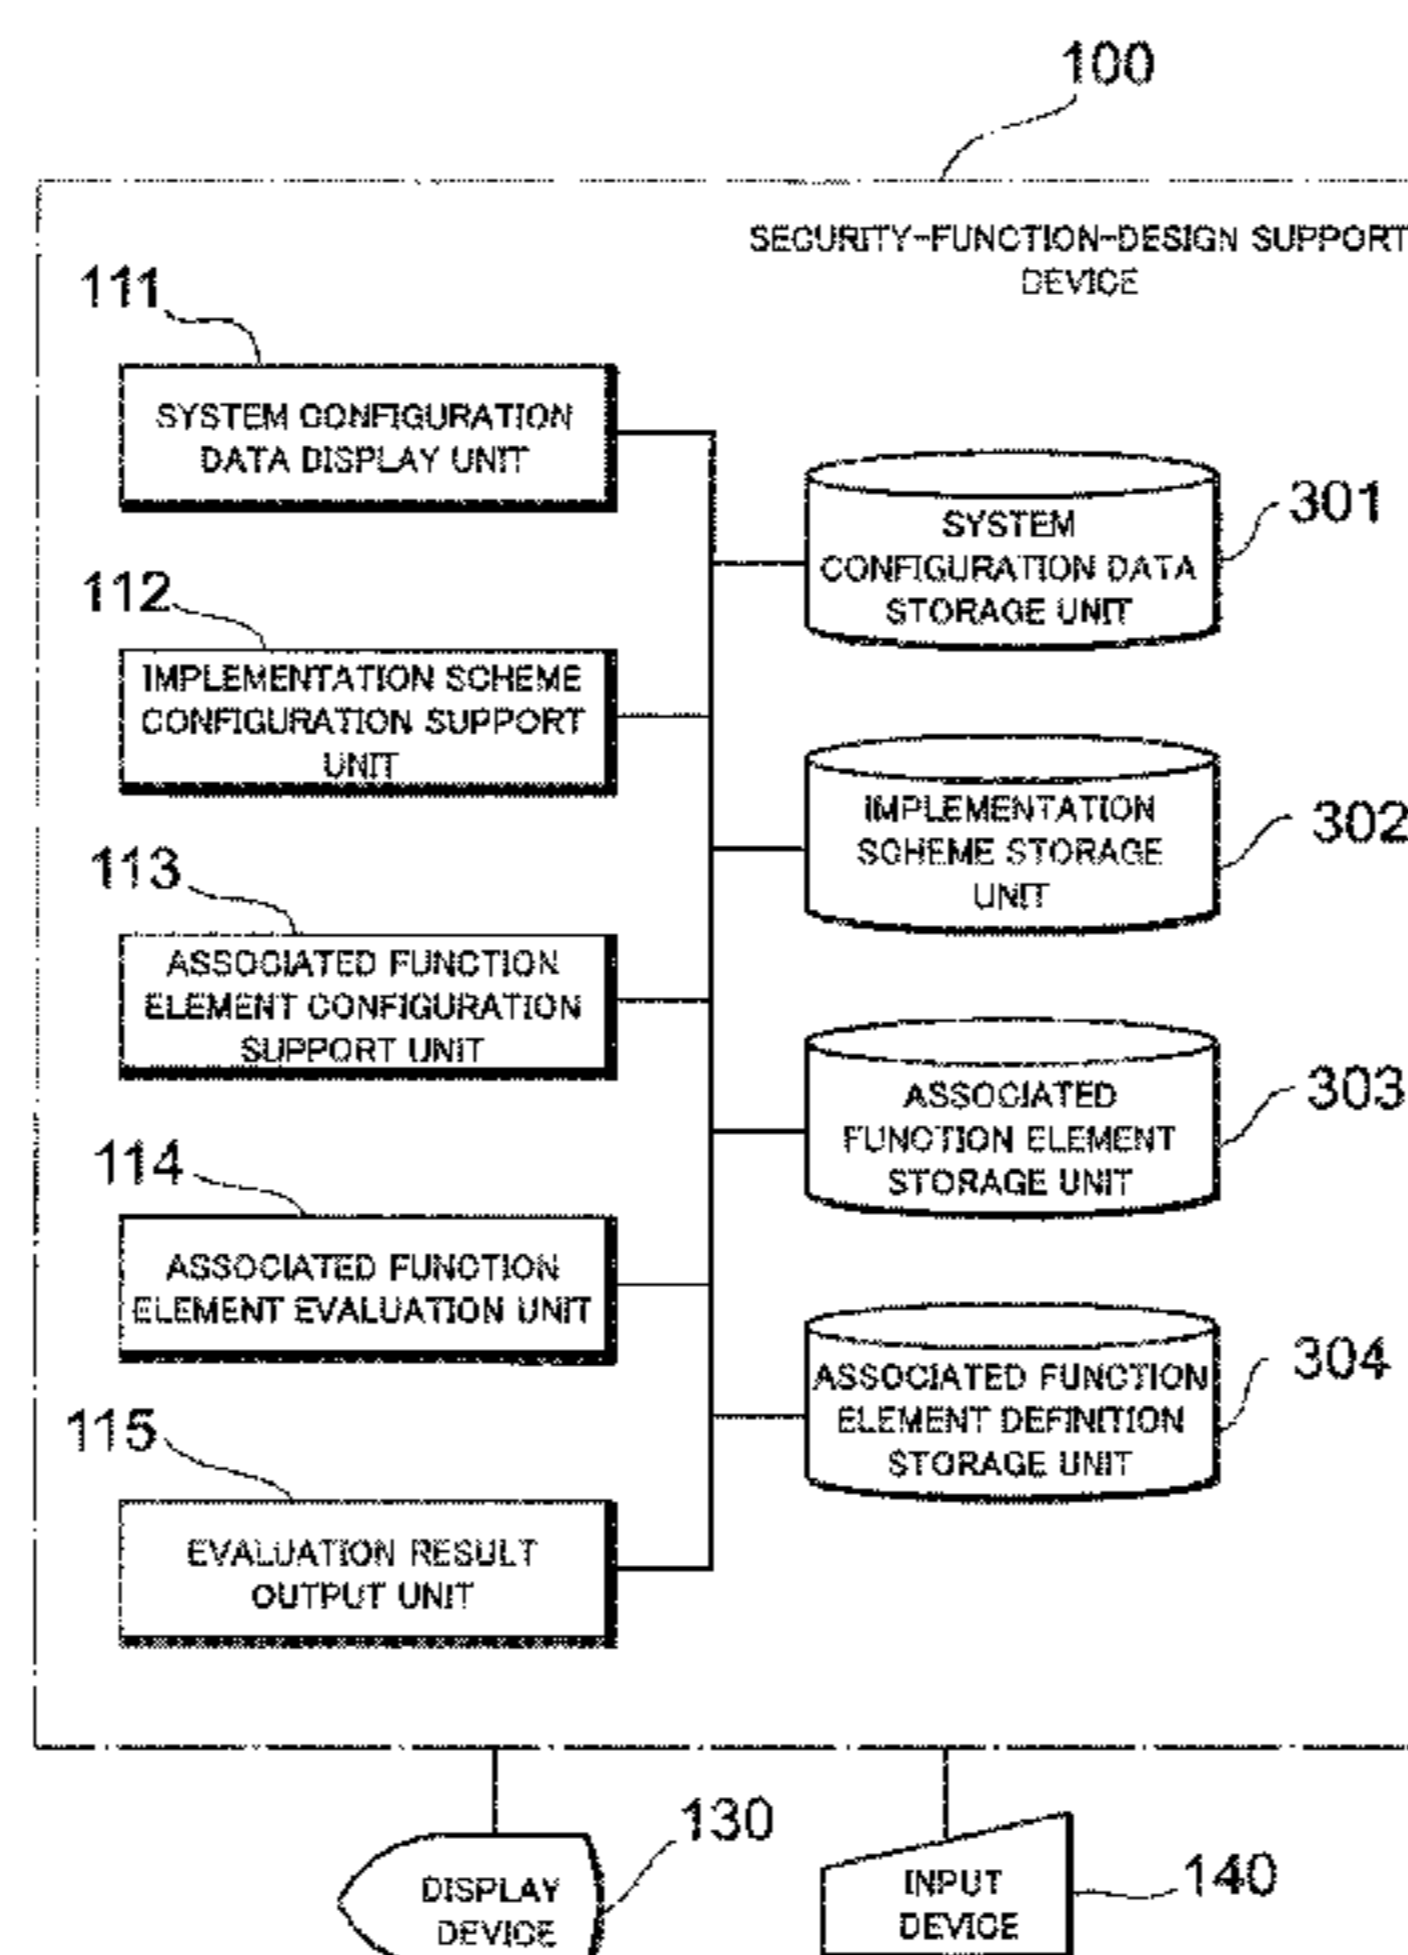 100
SECURITY-FUNCTION-DESIGN SUPPORT
DEVICE
111
SYSTEM CONFIGURATION
DATA DISPLAY UNIT
301
SYSTEM
CONFIGURATION DATA
STORAGE UNIT
112
IMPLEMENTATION SCHEME
CONFIGURATION SUPPORT
UNIT
302
IMPLEMENTATION
SCHEME STORAGE
UNIT
113
ASSOCIATED FUNCTION
ELEMENT CONFIGURATION
SUPPORT UNIT
303
ASSOCIATED
FUNCTION ELEMENT
STORAGE UNIT
114
ASSOCIATED FUNCTION
ELEMENT EVALUATION UNIT
304
ASSOCIATED FUNCTION
ELEMENT DEFINITION
STORAGE UNIT
115
EVALUATION RESULT
OUTPUT UNIT
130
DISPLAY
DEVICE
140
INPUT
DEVICE